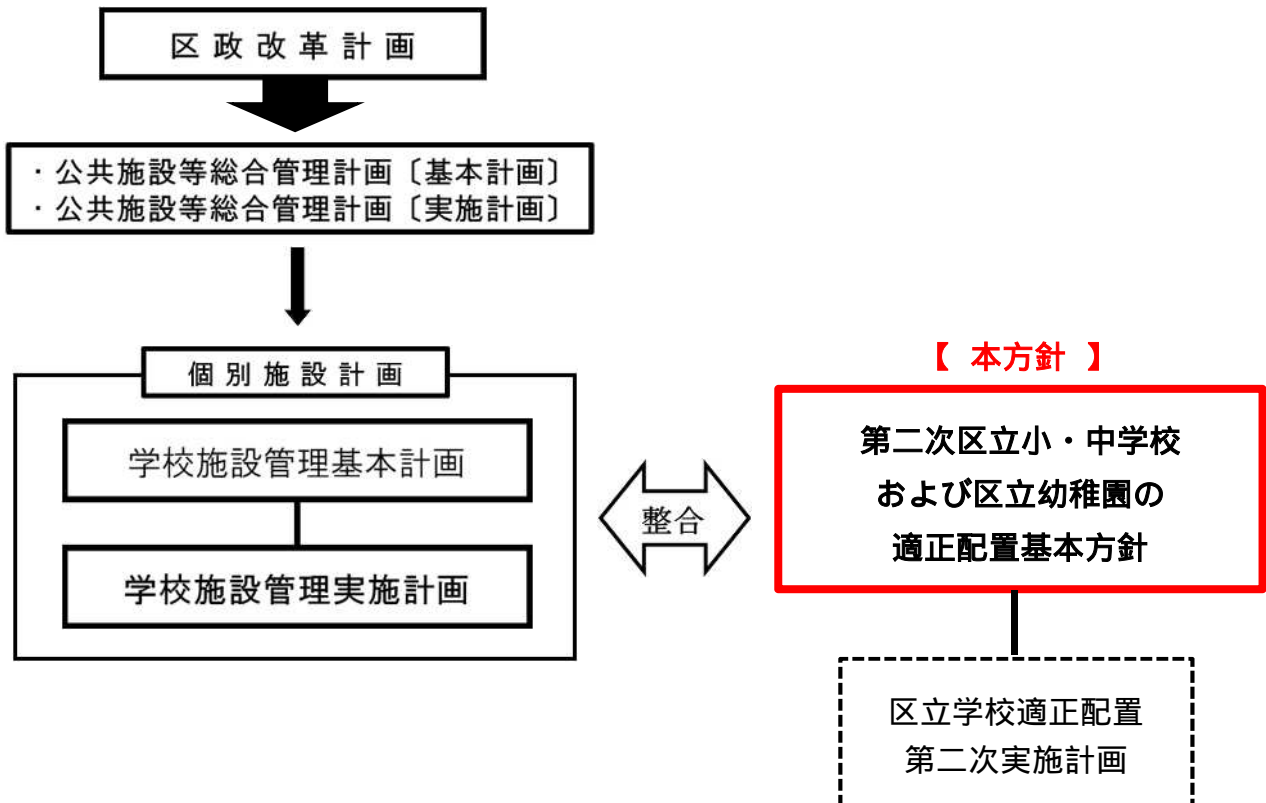 区政改革計画
・公共施設等総合管理計画〔基本計画〕
・公共施設等総合管理計画〔実施計画〕
個別施設計画
学校施設管理基本計画
学校施設管理実施計画
整合
【 本方針 】
第二次区立小・中学校
および区立幼稚園の
適正配置基本方針
区立学校適正配置
第二次実施計画